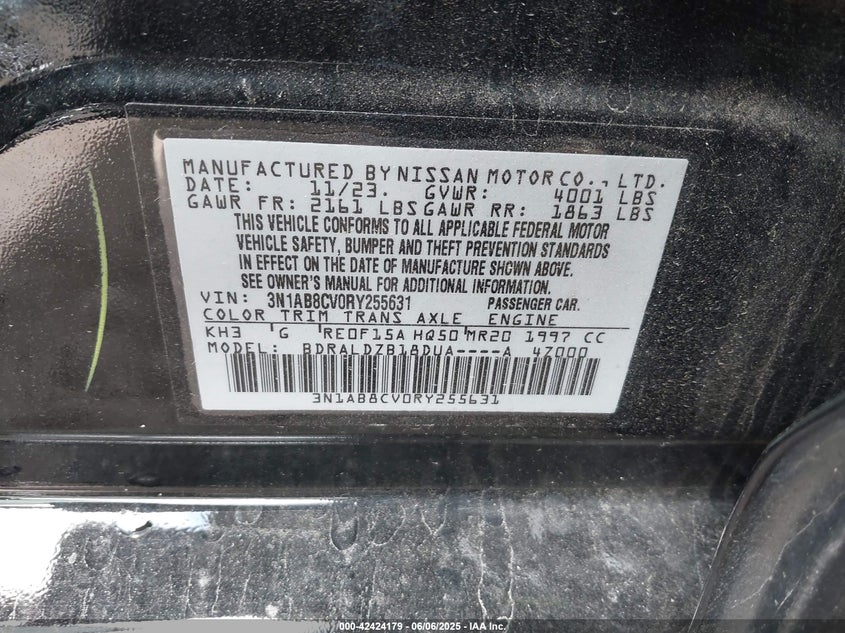 MANUFACTURED BY NISSAN MOTOR CO., LTD.
DATE: 11/23. GVWR: 4001 LBS
GAWR FR: 2161 LBS GAWR RR: 1863 LBS
THIS VEHICLE CONFORMS TO ALL APPLICABLE FEDERAL MOTOR
VEHICLE SAFETY, BUMPER AND THEFT PREVENTION STANDARDS
IN EFFECT ON THE DATE OF MANUFACTURE SHOWN ABOVE.
SEE OWNER'S MANUAL FOR ADDITIONAL INFORMATION.
VIN: 3N1AB8CV0RY255631 PASSENGER CAR.
COLOR TRIM TRANS AXLE ENGINE
KH3 G RE0F15A HQ50 MR20 1997 CC
MODEL: BDRALDZB18DUA----A 47000
3N1AB8CV0RY255631
000-42424179 - 06/06/2025 - IAA Inc.